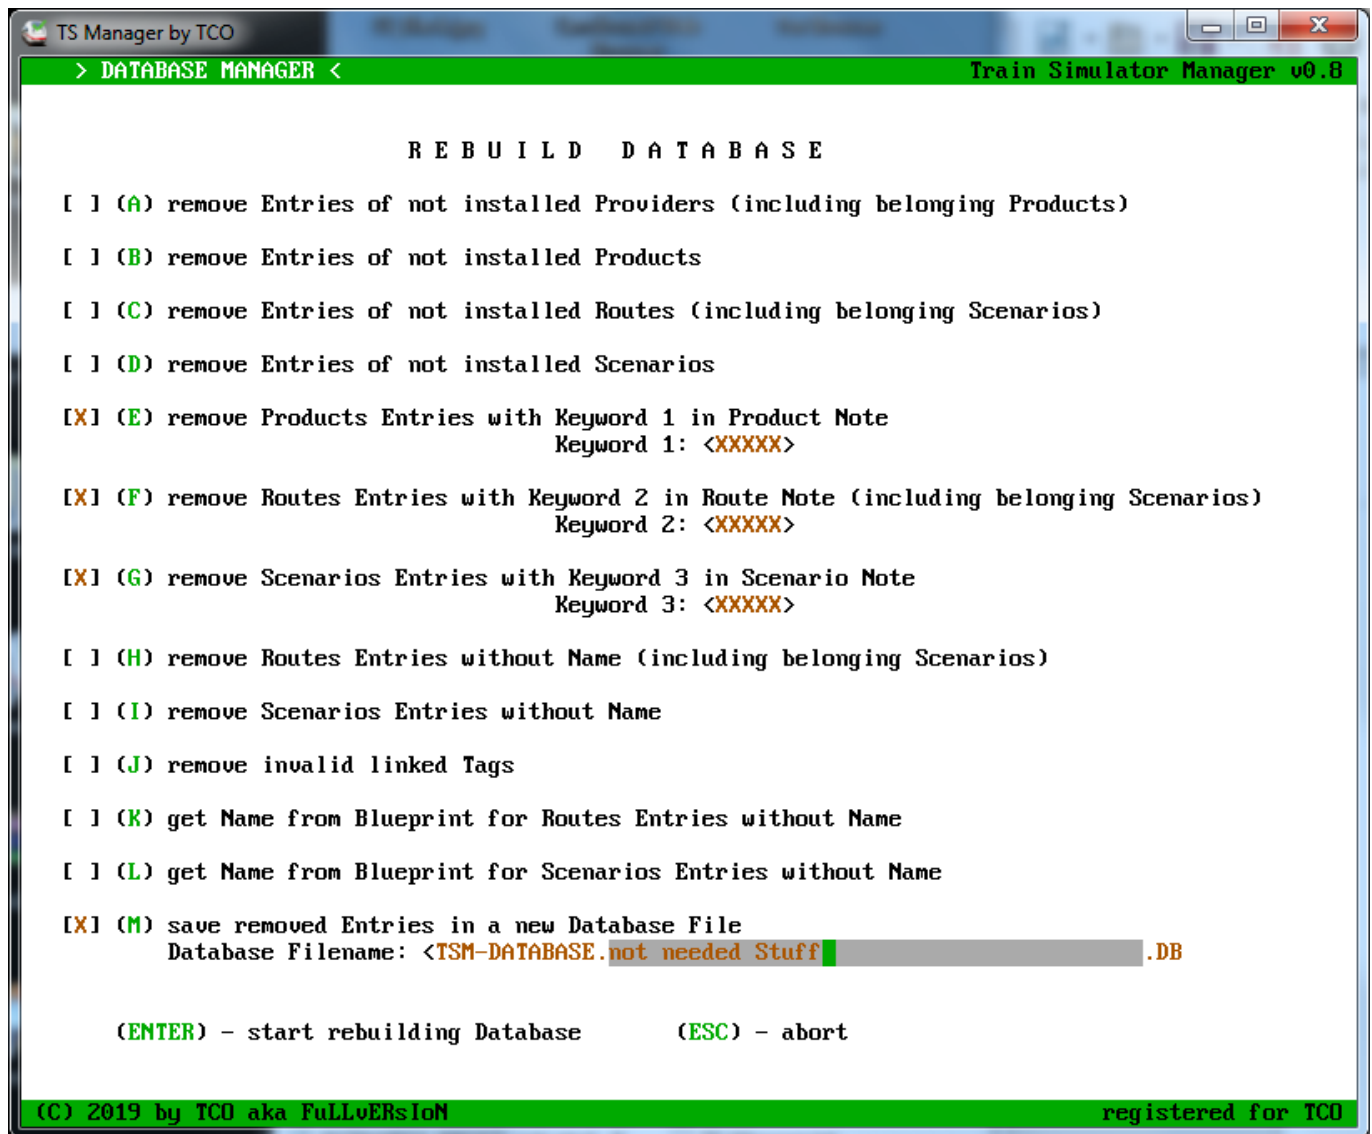 TS Manager by TCO
> DATABASE MANAGER < Train Simulator Manager v0.8
REBUILD DATABASE
[ ] (A) remove Entries of not installed Providers (including belonging Products)
[ ] (B) remove Entries of not installed Products
[ ] (C) remove Entries of not installed Routes (including belonging Scenarios)
[ ] (D) remove Entries of not installed Scenarios
[X] (E) remove Products Entries with Keyword 1 in Product Note
Keyword 1: <XXXXX>
[X] (F) remove Routes Entries with Keyword 2 in Route Note (including belonging Scenarios)
Keyword 2: <XXXXX>
[X] (G) remove Scenarios Entries with Keyword 3 in Scenario Note
Keyword 3: <XXXXX>
[ ] (H) remove Routes Entries without Name (including belonging Scenarios)
[ ] (I) remove Scenarios Entries without Name
[ ] (J) remove invalid linked Tags
[ ] (K) get Name from Blueprint for Routes Entries without Name
[ ] (L) get Name from Blueprint for Scenarios Entries without Name
[X] (M) save removed Entries in a new Database File
Database Filename: <TSM-DATABASE.not needed Stuff .DB
(ENTER) - start rebuilding Database (ESC) - abort
(C) 2019 by TCO aka FuLLvERsIoN registered for TCO